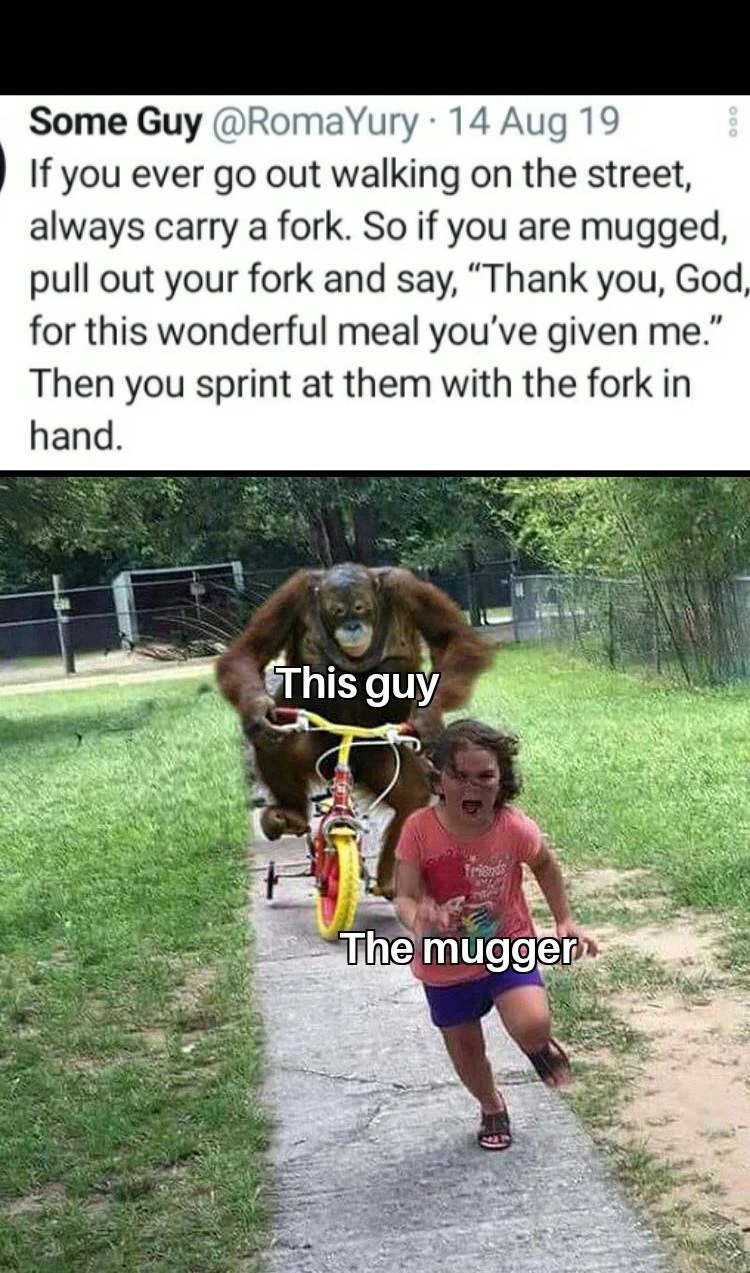 Some Guy @RomaYury · 14 Aug 19
If you ever go out walking on the street,
always carry a fork. So if you are mugged,
pull out your fork and say, “Thank you, God,
for this wonderful meal you’ve given me.”
Then you sprint at them with the fork in
hand.
This guy
friends
The mugger